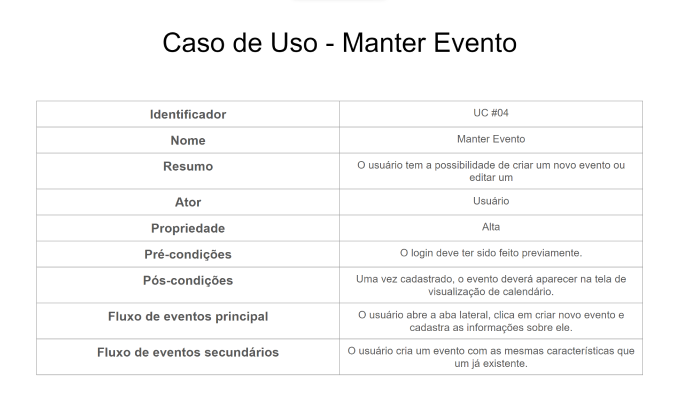 Caso de Uso - Manter Evento
Identificador
UC #04
Nome
Manter Evento
Resumo
O usuário tem a possibilidade de criar um novo evento ou
editar um
Ator
Usuário
Propriedade
Alta
Pré-condições
O login deve ter sido feito previamente.
Pós-condições
Uma vez cadastrado, o evento deverá aparecer na tela de
visualização de calendário.
Fluxo de eventos principal
O usuário abre a aba lateral, clica em criar novo evento e
cadastra as informações sobre ele.
Fluxo de eventos secundários
O usuário cria um evento com as mesmas características que
um já existente.